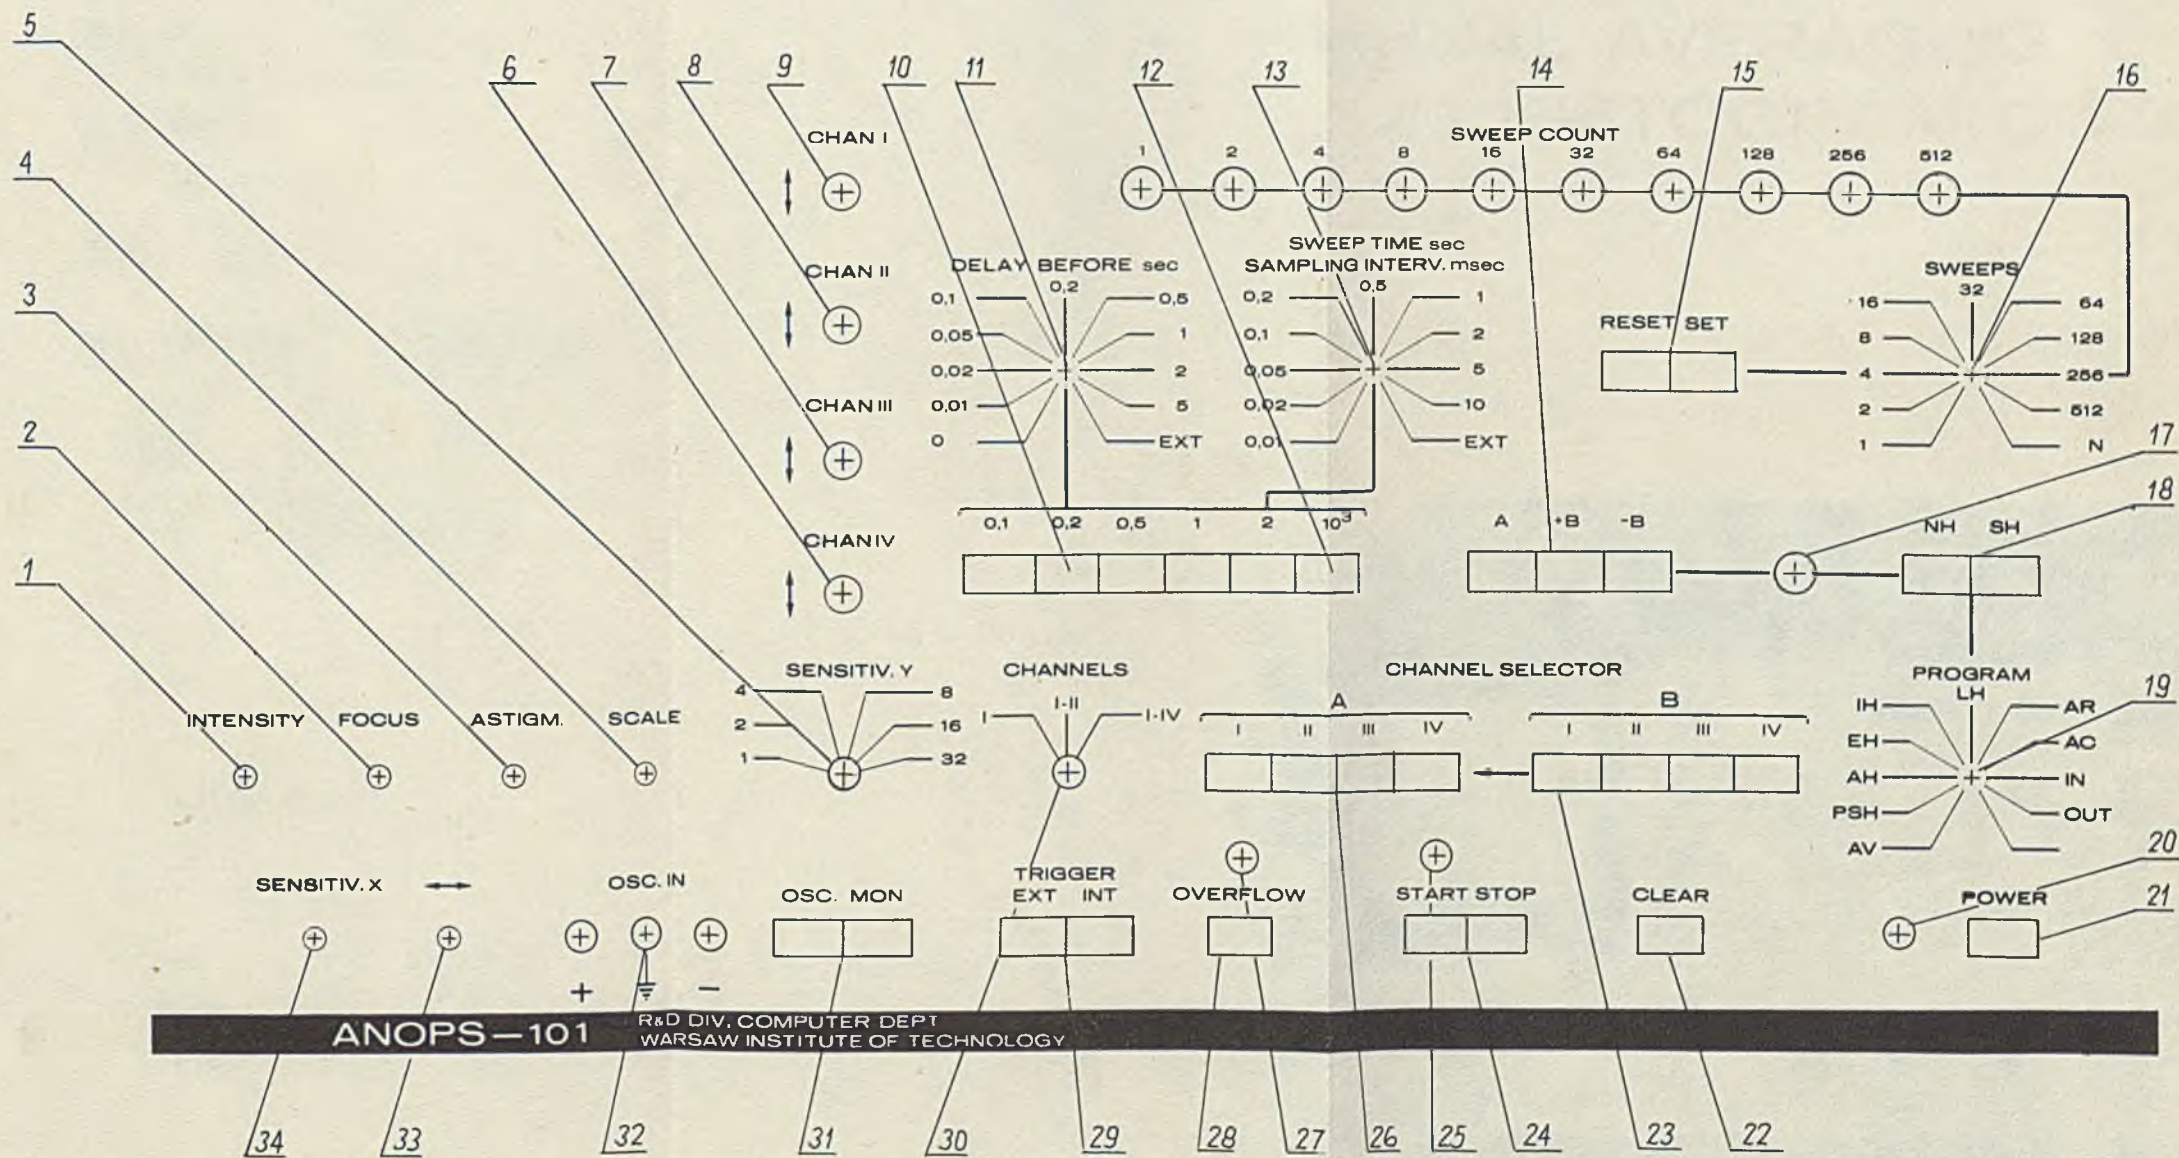 5
6 7 8 9 10 11 12 13 14 15 16
SWEEP COUNT
1 2 4 8 16 32 64 128 256 512
CHAN I
4
CHAN II
DELAY BEFORE sec
0,2
0,1 0,5
0,05 1
0,02 2
0,01 5
0 EXT
SWEEP TIME sec
SAMPLING INTERV. msec
0,5
0,2 1
0,1 2
0,05 5
0,02 10
0,01 EXT
SWEEPS
32
16 64
8 128
4 256
2 512
1 N
RESET SET
3
CHAN III
2
17
18
0,1 0,2 0,5 1 2 10³
A +B -B
NH SH
CHAN IV
1
SENSITIV. Y
4 8
2 16
1 32
CHANNELS
I I-II I-IV
CHANNEL SELECTOR
A B
I II III IV I II III IV
PROGRAM
LH
IH AR
EH AC
AH IN
PSH OUT
AV
19
INTENSITY FOCUS ASTIGM. SCALE
20
21
SENSITIV. X OSC. IN OSC. MON
TRIGGER
EXT INT
OVERFLOW START STOP CLEAR POWER
+ −
ANOPS—101
R&D DIV. COMPUTER DEPT
WARSAW INSTITUTE OF TECHNOLOGY
34 33 32 31 30 29 28 27 26 25 24 23 22